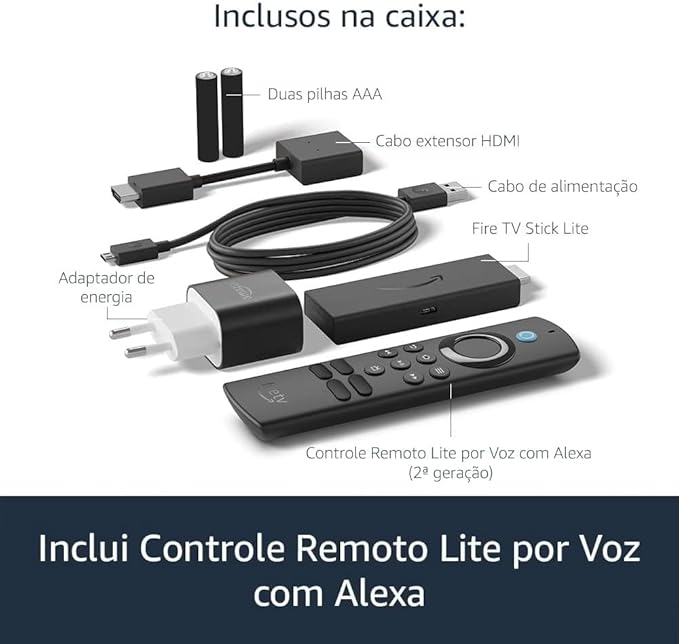 Inclusos na caixa:
Duas pilhas AAA
Cabo extensor HDMI
Cabo de alimentação
Fire TV Stick Lite
Adaptador de
energia
Controle Remoto Lite por Voz com Alexa
(2ª geração)
Inclui Controle Remoto Lite por Voz
com Alexa